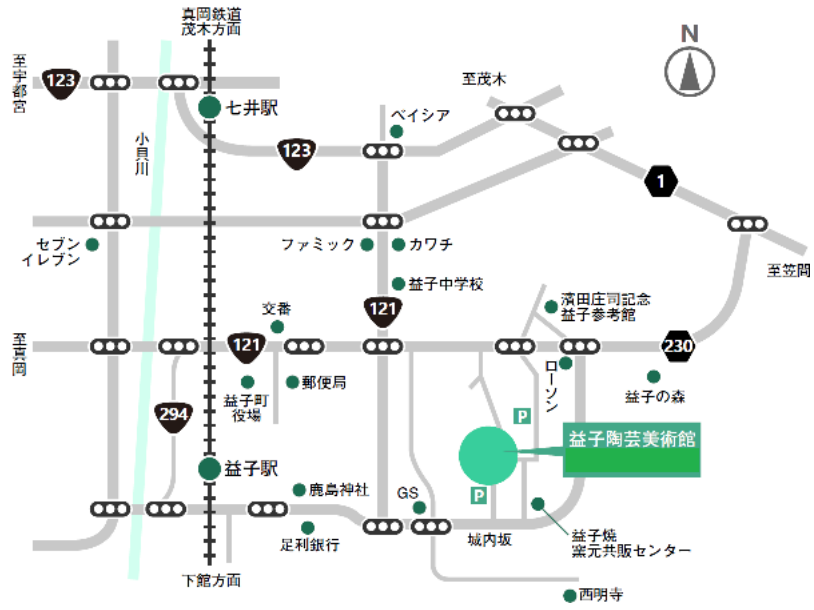 真岡鉄道
茂木方面
N
至宇都宮
123
至茂木
七井駅
ベイシア
小貝川
123
1
セブン
イレブン
ファミック
カワチ
至笠間
益子中学校
濱田庄司記念
益子参考館
交番
121
至真岡
121
230
ローソン
益子町
役場
郵便局
益子の森
294
P
益子陶芸美術館
益子駅
鹿島神社
GS
P
足利銀行
城内坂
益子焼
窯元共販センター
下館方面
西明寺